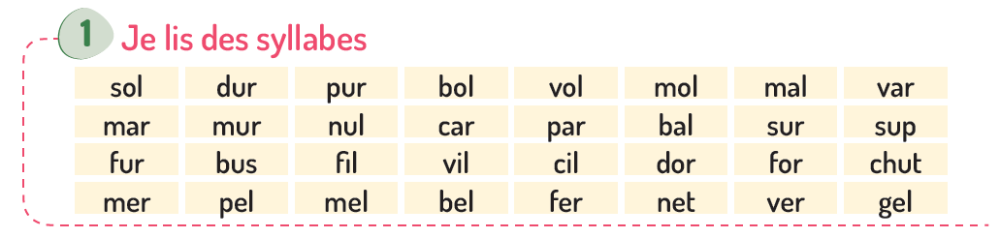 1 Je lis des syllabes
sol dur pur bol vol mol mal var
mar mur nul car par bal sur sup
fur bus fil vil cil dor for chut
mer pel mel bel fer net ver gel